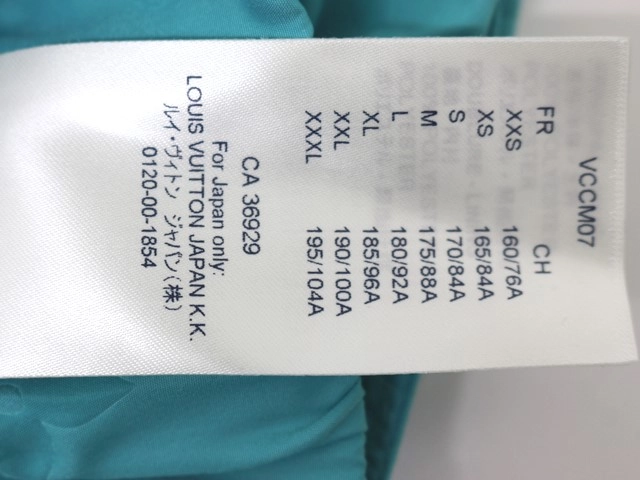 VCCM07
FR CH
XXS 160/76A
XS 165/84A
S 170/84A
M 175/88A
L 180/92A
XL 185/96A
XXL 190/100A
XXXL 195/104A
CA 36929
For Japan only:
LOUIS VUITTON JAPAN K.K.
ルイ・ヴィトン ジャパン(株)
0120-00-1854